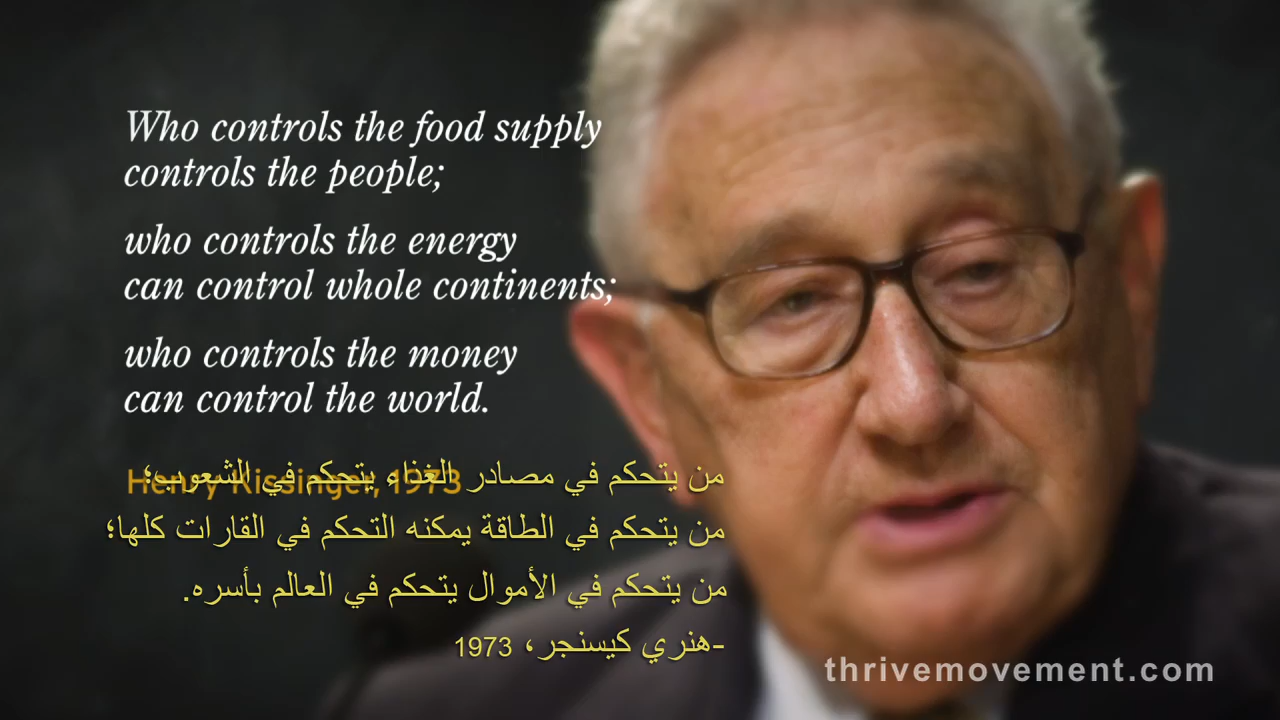 Who controls the food supply
controls the people;
who controls the energy
can control whole continents;
who controls the money
can control the world.
Henry Kissinger, 1973
من يتحكم في مصادر الغذاء يتحكم في الشعوب؛
من يتحكم في الطاقة يمكنه التحكم في القارات كلها؛
من يتحكم في الأموال يتحكم في العالم بأسره.
-هنري كيسنجر، 1973
thrivemovement.com